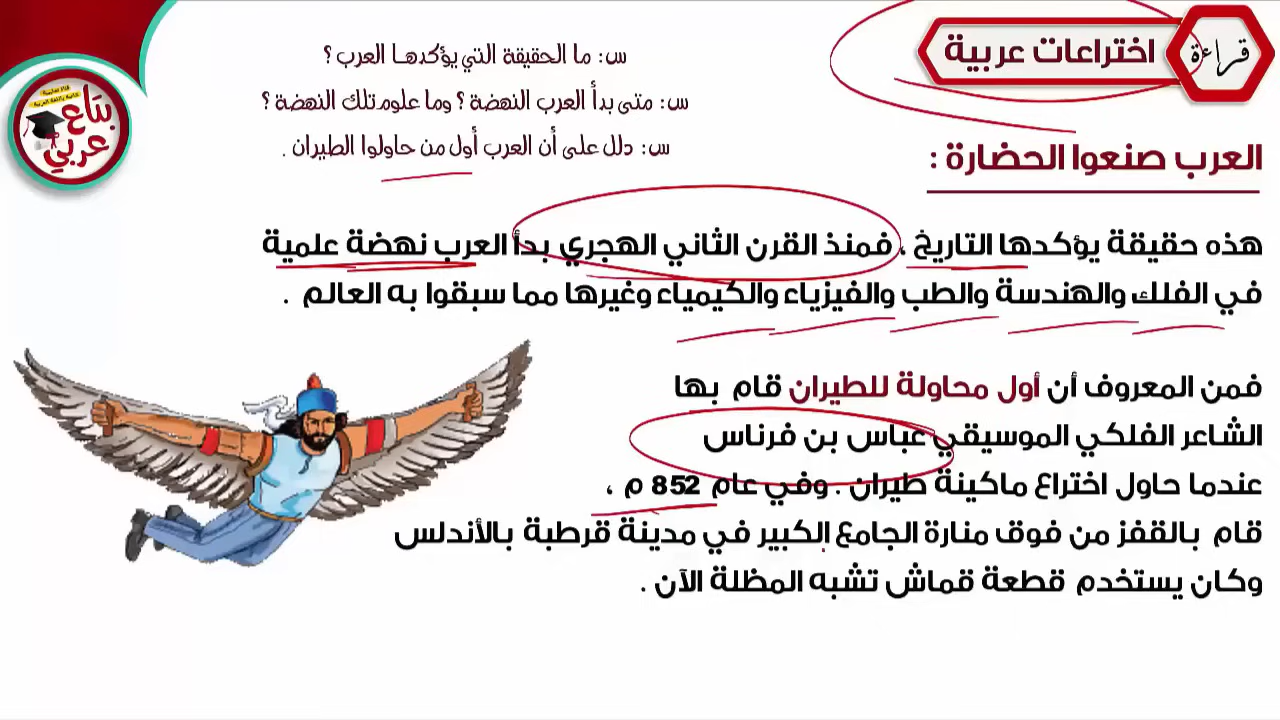 قراءة
اختراعات عربية
س: ما الحقيقة التي يؤكدها العرب ؟
س: متى بدأ العرب النهضة ؟ وما علوم تلك النهضة ؟
س: دلل على أن العرب أول من حاولوا الطيران .
بتاع
عربي
العرب صنعوا الحضارة :
هذه حقيقة يؤكدها التاريخ ، فمنذ القرن الثاني الهجري بدأ العرب نهضة علمية
في الفلك والهندسة والطب والفيزياء والكيمياء وغيرها مما سبقوا به العالم .
فمن المعروف أن أول محاولة للطيران قام بها
الشاعر الفلكي الموسيقي عباس بن فرناس
عندما حاول اختراع ماكينة طيران . وفي عام 852 م ،
قام بالقفز من فوق منارة الجامع الكبير في مدينة قرطبة بالأندلس
وكان يستخدم قطعة قماش تشبه المظلة الآن .